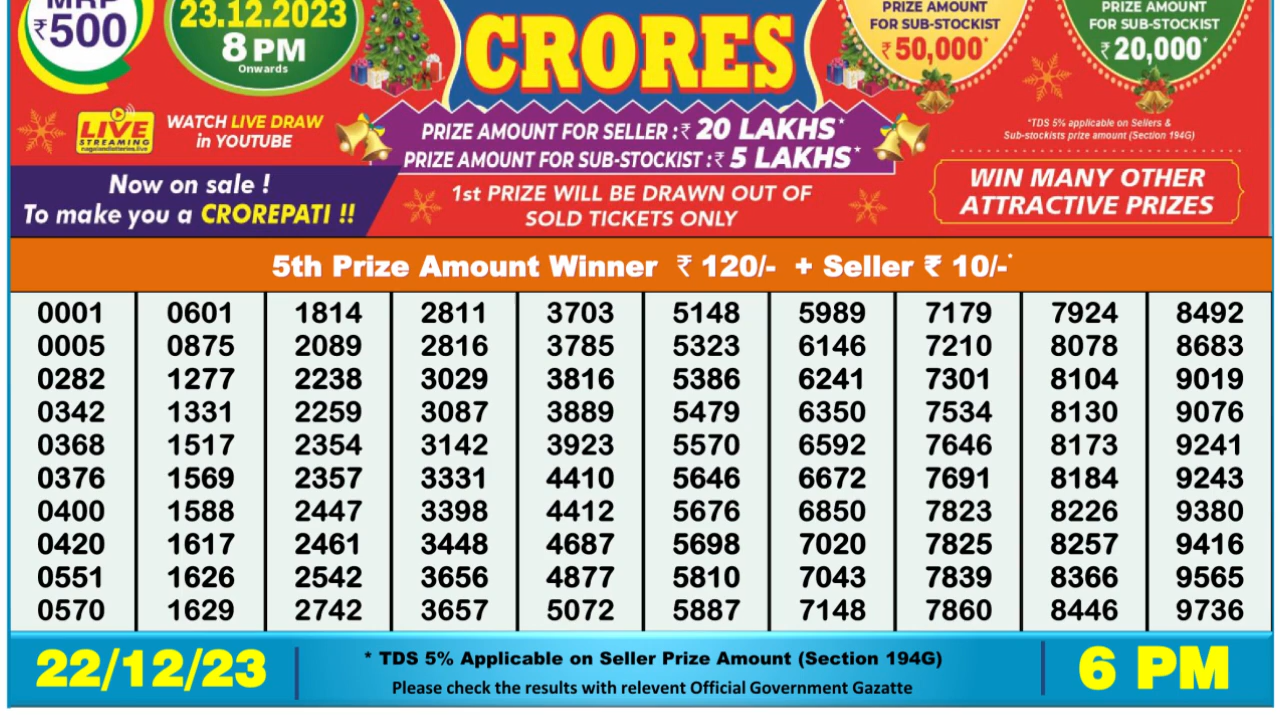 MRP
₹500
23.12.2023
8 PM
Onwards
CRORES
PRIZE AMOUNT
FOR SUB-STOCKIST
₹ 50,000*
PRIZE AMOUNT
FOR SUB-STOCKIST
₹ 20,000*
LIVE
STREAMING
nagalandlotteries.live
WATCH LIVE DRAW
in YOUTUBE
PRIZE AMOUNT FOR SELLER :₹ 20 LAKHS*
PRIZE AMOUNT FOR SUB-STOCKIST :₹ 5 LAKHS*
*TDS 5% applicable on Sellers &
Sub-stockists prize amount (Section 194G)
Now on sale !
To make you a CROREPATI !!
1st PRIZE WILL BE DRAWN OUT OF
SOLD TICKETS ONLY
WIN MANY OTHER
ATTRACTIVE PRIZES
5th Prize Amount Winner ₹ 120/- + Seller ₹ 10/-*
0001 0601 1814 2811 3703 5148 5989 7179 7924 8492
0005 0875 2089 2816 3785 5323 6146 7210 8078 8683
0282 1277 2238 3029 3816 5386 6241 7301 8104 9019
0342 1331 2259 3087 3889 5479 6350 7534 8130 9076
0368 1517 2354 3142 3923 5570 6592 7646 8173 9241
0376 1569 2357 3331 4410 5646 6672 7691 8184 9243
0400 1588 2447 3398 4412 5676 6850 7823 8226 9380
0420 1617 2461 3448 4687 5698 7020 7825 8257 9416
0551 1626 2542 3656 4877 5810 7043 7839 8366 9565
0570 1629 2742 3657 5072 5887 7148 7860 8446 9736
22/12/23
* TDS 5% Applicable on Seller Prize Amount (Section 194G)
Please check the results with relevent Official Government Gazatte
6 PM